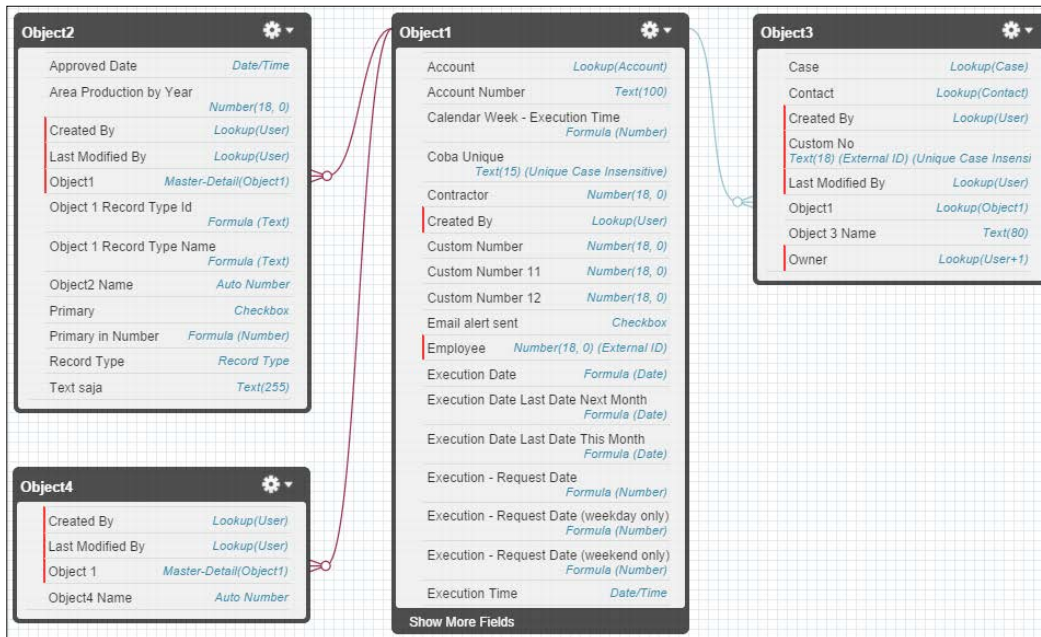 Object2
Approved Date Date/Time
Area Production by Year
Number(18, 0)
Created By Lookup(User)
Last Modified By Lookup(User)
Object1 Master-Detail(Object1)
Object 1 Record Type Id
Formula (Text)
Object 1 Record Type Name
Formula (Text)
Object2 Name Auto Number
Primary Checkbox
Primary in Number Formula (Number)
Record Type Record Type
Text saja Text(255)
Object4
Created By Lookup(User)
Last Modified By Lookup(User)
Object 1 Master-Detail(Object1)
Object4 Name Auto Number
Object1
Account Lookup(Account)
Account Number Text(100)
Calendar Week - Execution Time
Formula (Number)
Coba Unique
Text(15) (Unique Case Insensitive)
Contractor Number(18, 0)
Created By Lookup(User)
Custom Number Number(18, 0)
Custom Number 11 Number(18, 0)
Custom Number 12 Number(18, 0)
Email alert sent Checkbox
Employee Number(18, 0) (External ID)
Execution Date Formula (Date)
Execution Date Last Date Next Month
Formula (Date)
Execution Date Last Date This Month
Formula (Date)
Execution - Request Date
Formula (Number)
Execution - Request Date (weekday only)
Formula (Number)
Execution - Request Date (weekend only)
Formula (Number)
Execution Time Date/Time
Show More Fields
Object3
Case Lookup(Case)
Contact Lookup(Contact)
Created By Lookup(User)
Custom No
Text(18) (External ID) (Unique Case Insensi
Last Modified By Lookup(User)
Object1 Lookup(Object1)
Object 3 Name Text(80)
Owner Lookup(User+1)